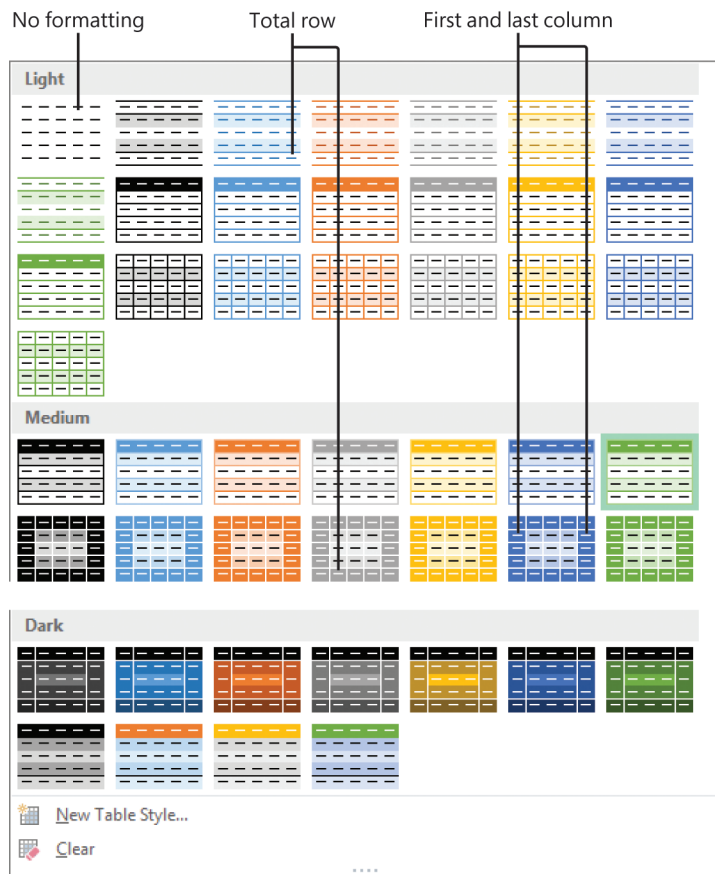 No formatting Total row First and last column
Light
Medium
Dark
New Table Style...
Clear